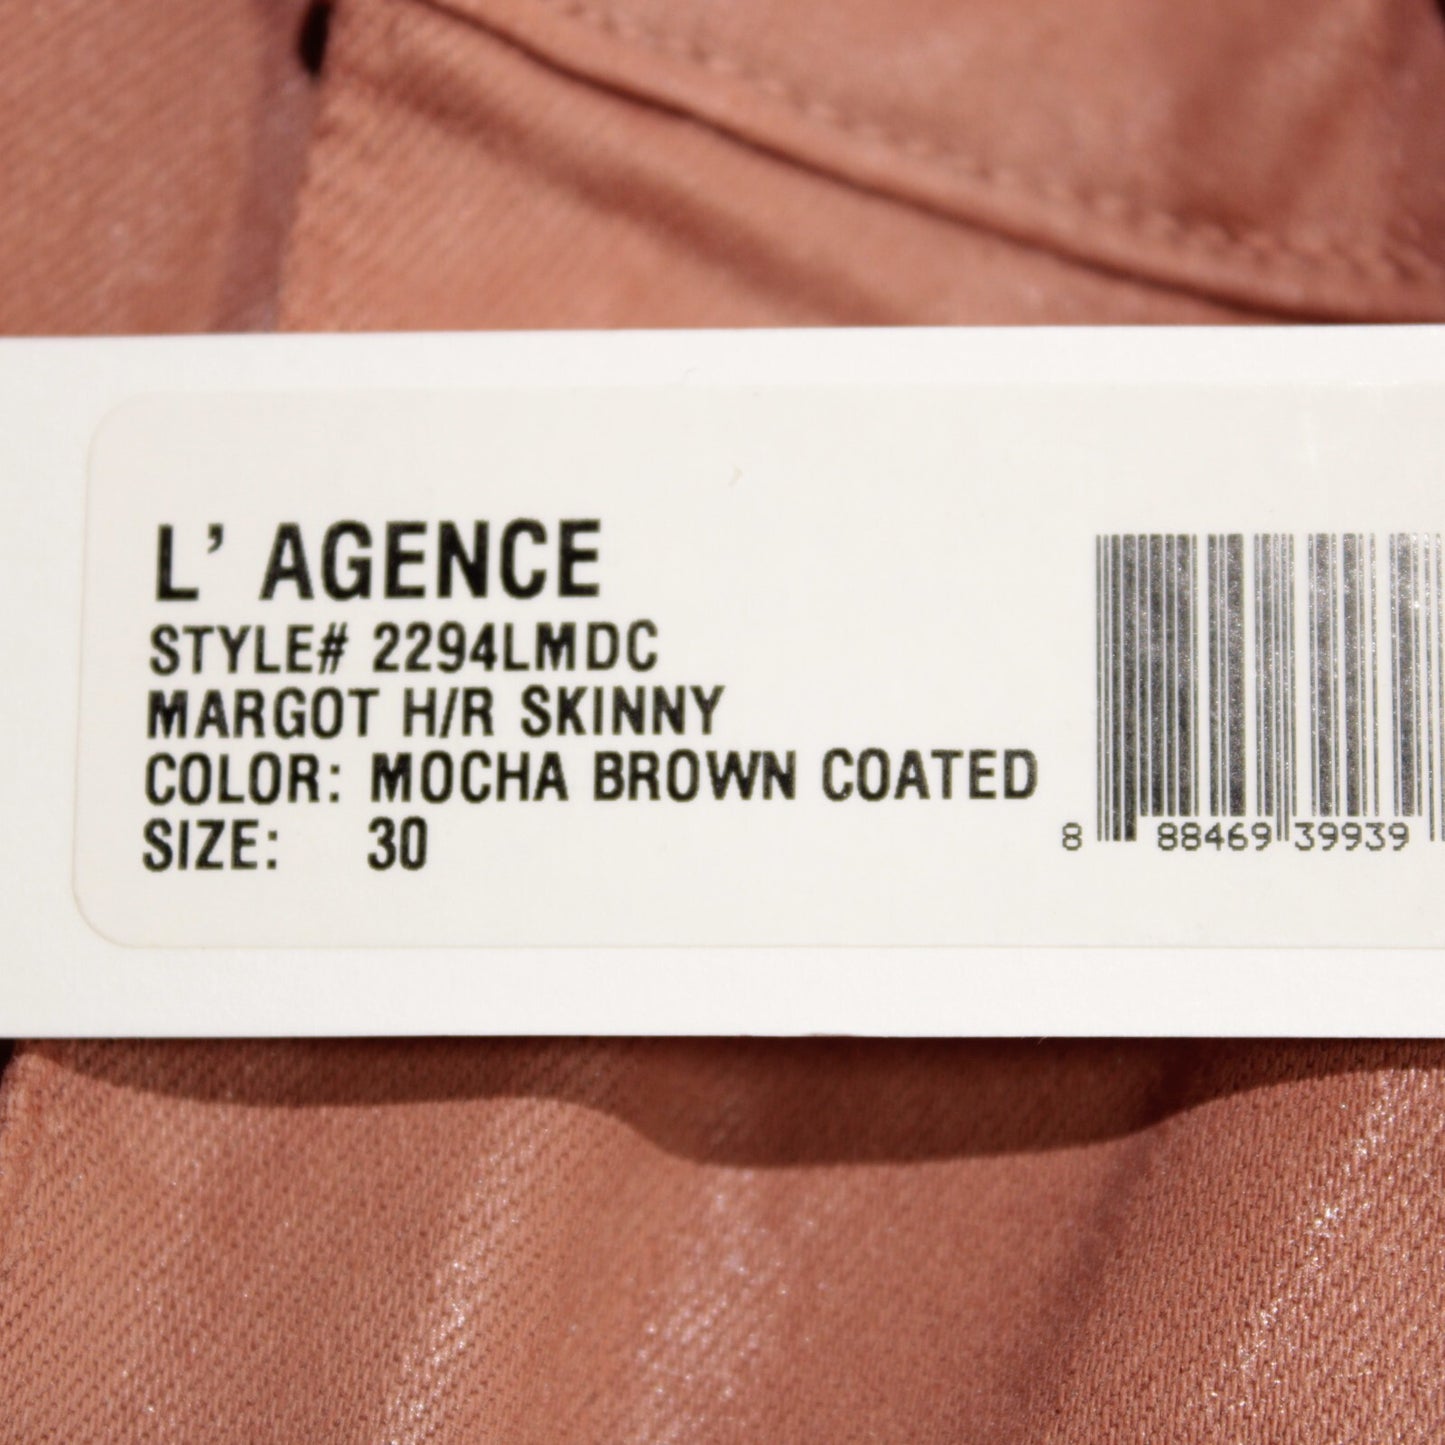 L' AGENCE
STYLE# 2294LMDC
MARGOT H/R SKINNY
COLOR: MOCHA BROWN COATED
SIZE: 30
8 88469 39939